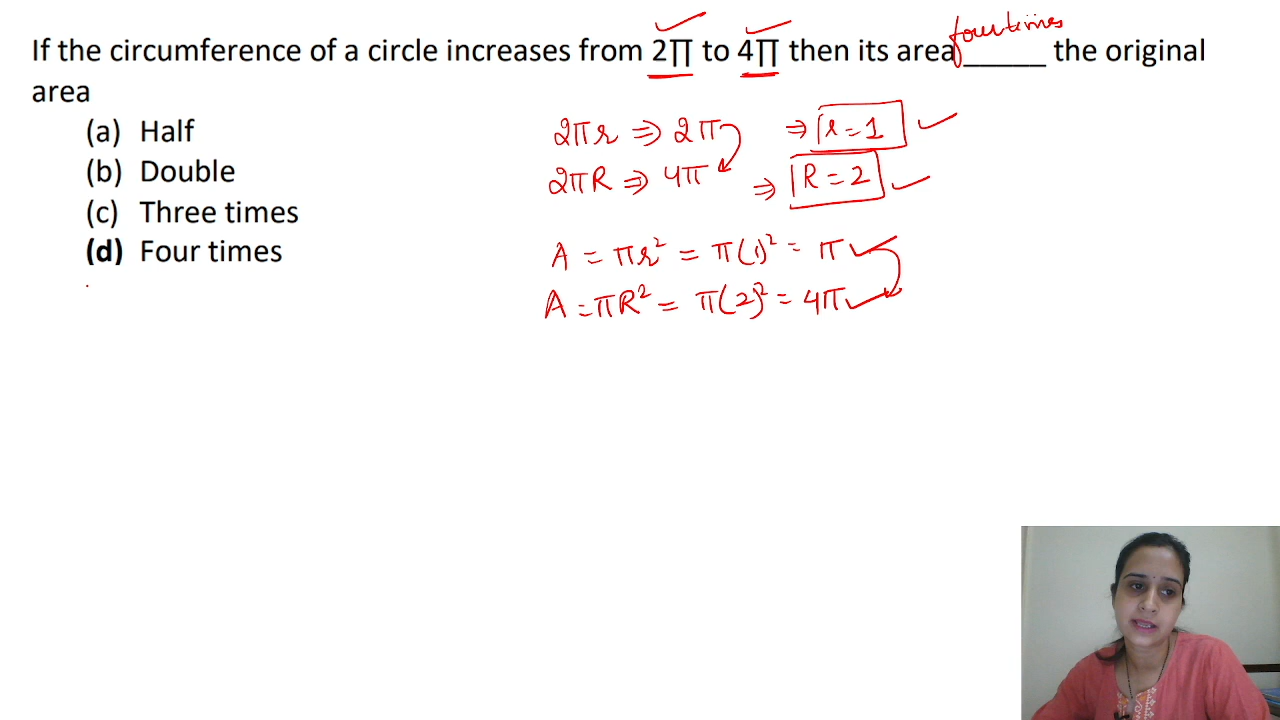 four times
If the circumference of a circle increases from 2∏ to 4∏ then its area _____ the original
area
(a) Half
(b) Double
(c) Three times
(d) Four times
2πr ⇒ 2π ⇒ r = 1
2πR ⇒ 4π ⇒ R = 2
A = πr² = π(1)² = π
A = πR² = π(2)² = 4π